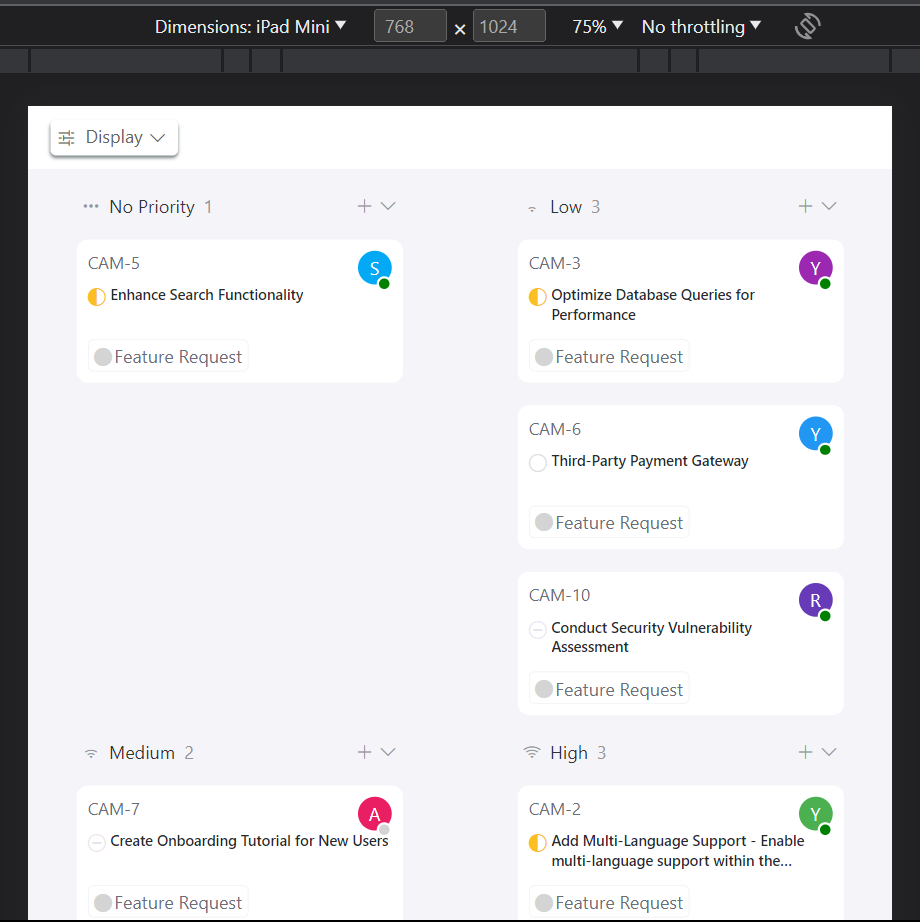 Dimensions: iPad Mini ▼ 768 × 1024 75% ▼ No throttling ▼
Display
No Priority 1
CAM-5
S
Enhance Search Functionality
Feature Request
Low 3
CAM-3
Y
Optimize Database Queries for
Performance
Feature Request
CAM-6
Y
Third-Party Payment Gateway
Feature Request
CAM-10
R
Conduct Security Vulnerability
Assessment
Feature Request
Medium 2
CAM-7
A
Create Onboarding Tutorial for New Users
Feature Request
High 3
CAM-2
Y
Add Multi-Language Support - Enable
multi-language support within the...
Feature Request